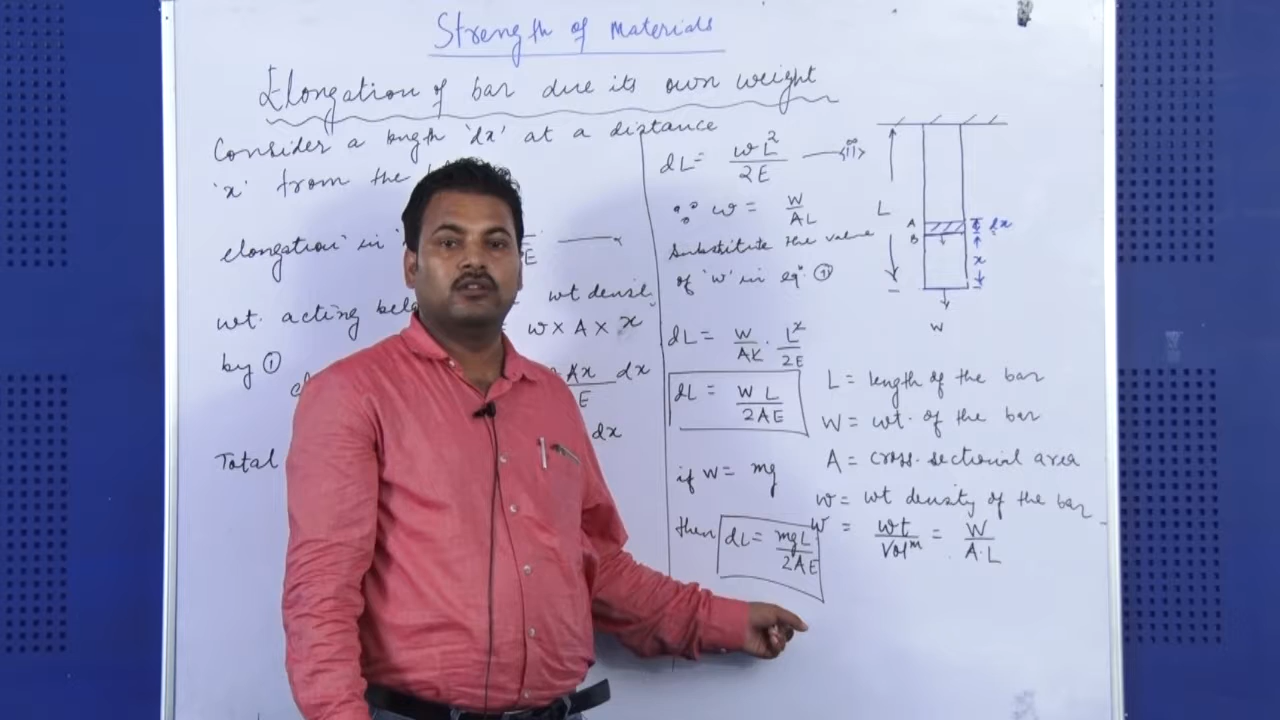 Strength of materials
Elongation of bar due its own weight
Consider a length 'dx' at a distance
'x' from the
elongation in
E
wt. acting
wt densi
= w × A × x
by ①
Ax dx
E
dx
Total
dL = wL² / 2E —(ii)
∵ w = W / AL
Substitute the value
of 'w' in eqⁿ ①
dL = W / AL · L² / 2E
dL = W L / 2AE
if W = mg
then dL = mgL / 2AE
L
A
B
dx
x
W
L = length of the bar
W = wt. of the bar
A = cross-sectional area
w = wt density of the bar
w = wt / Volᵐ = W / A.L